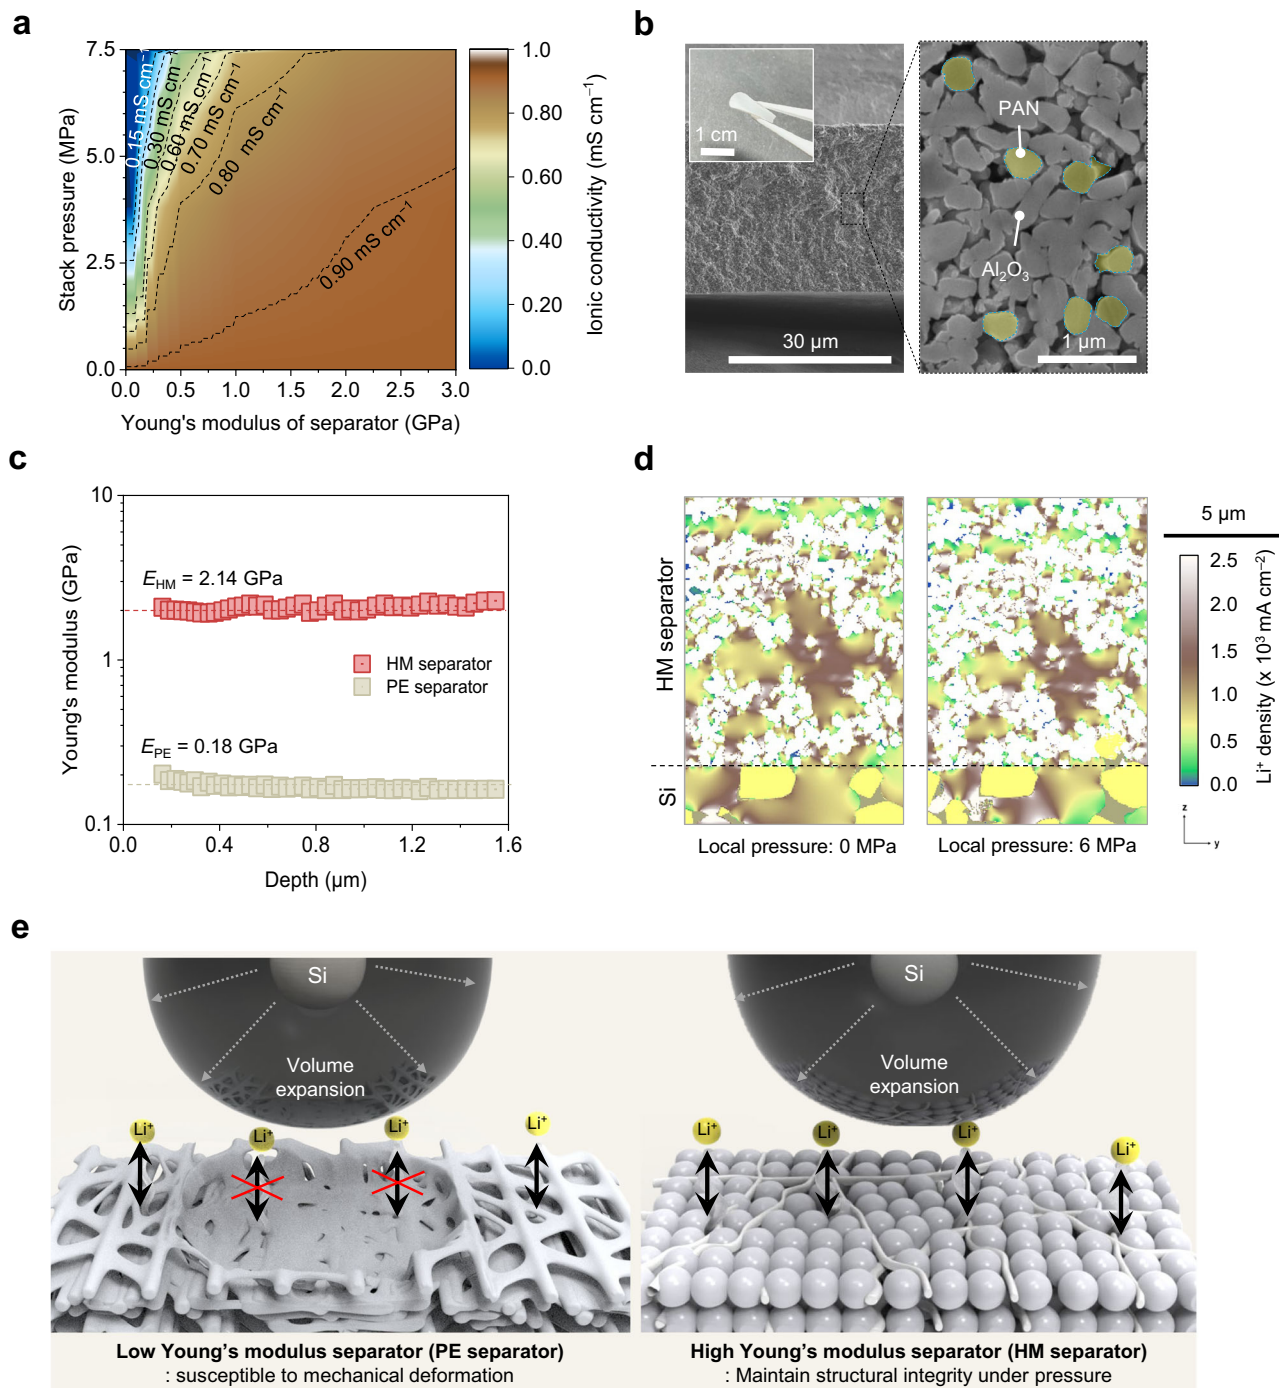 a
7.5
5.0
2.5
0.0
Stack pressure (MPa)
0.15 mS cm⁻¹
0.30 mS cm⁻¹
0.60 mS cm⁻¹
0.70 mS cm⁻¹
0.80 mS cm⁻¹
0.90 mS cm⁻¹
0.0 0.5 1.0 1.5 2.0 2.5 3.0
Young's modulus of separator (GPa)
1.0
0.80
0.60
0.40
0.20
0.0
Ionic conductivity (mS cm⁻¹)
b
1 cm
30 µm
PAN
Al₂O₃
1 µm
c
10
1
0.1
Young's modulus (GPa)
E_HM = 2.14 GPa
HM separator
PE separator
E_PE = 0.18 GPa
0.0 0.4 0.8 1.2 1.6
Depth (µm)
d
HM separator
Si
Local pressure: 0 MPa
Local pressure: 6 MPa
5 µm
2.5
2.0
1.5
1.0
0.5
0.0
Li⁺ density (x 10³ mA cm⁻²)
z
y
e
Si
Volume
expansion
Li⁺
Li⁺
Li⁺
Li⁺
Low Young’s modulus separator (PE separator)
: susceptible to mechanical deformation
Si
Volume
expansion
Li⁺
Li⁺
Li⁺
Li⁺
High Young’s modulus separator (HM separator)
: Maintain structural integrity under pressure